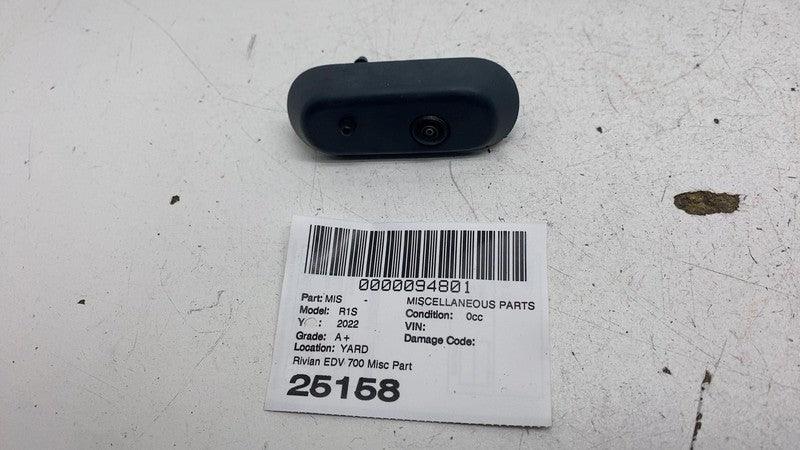 0000094801
Part: MIS - MISCELLANEOUS PARTS
Model: R1S Condition: 0cc
2022 VIN:
Grade: A+ Damage Code:
Location: YARD
Rivian EDV 700 Misc Part
25158